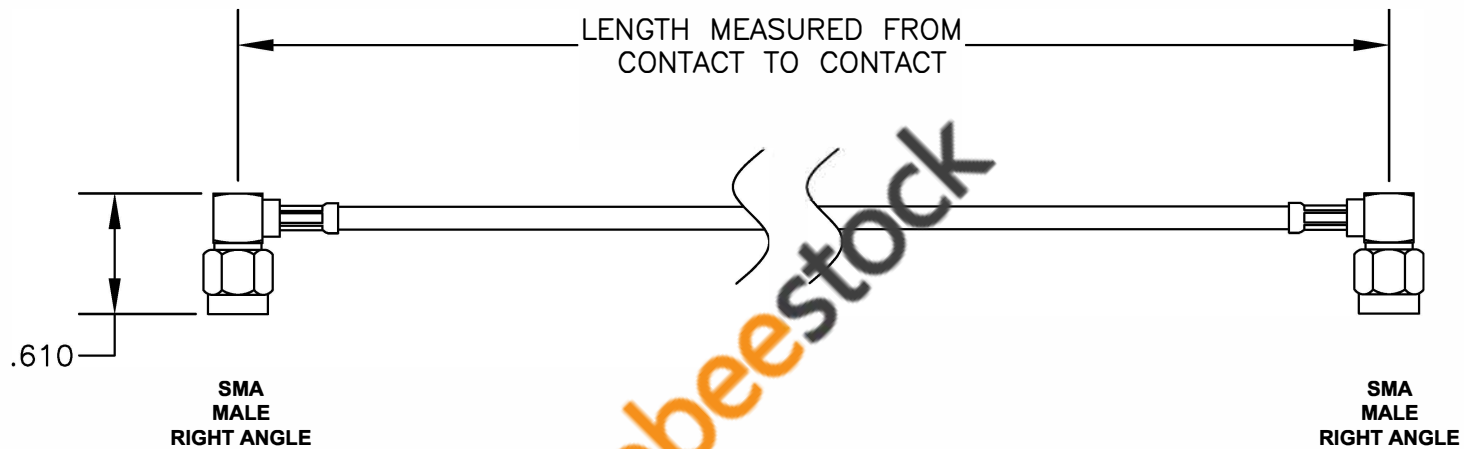 LENGTH MEASURED FROM
CONTACT TO CONTACT
.610
SMA
MALE
RIGHT ANGLE
SMA
MALE
RIGHT ANGLE
beestock